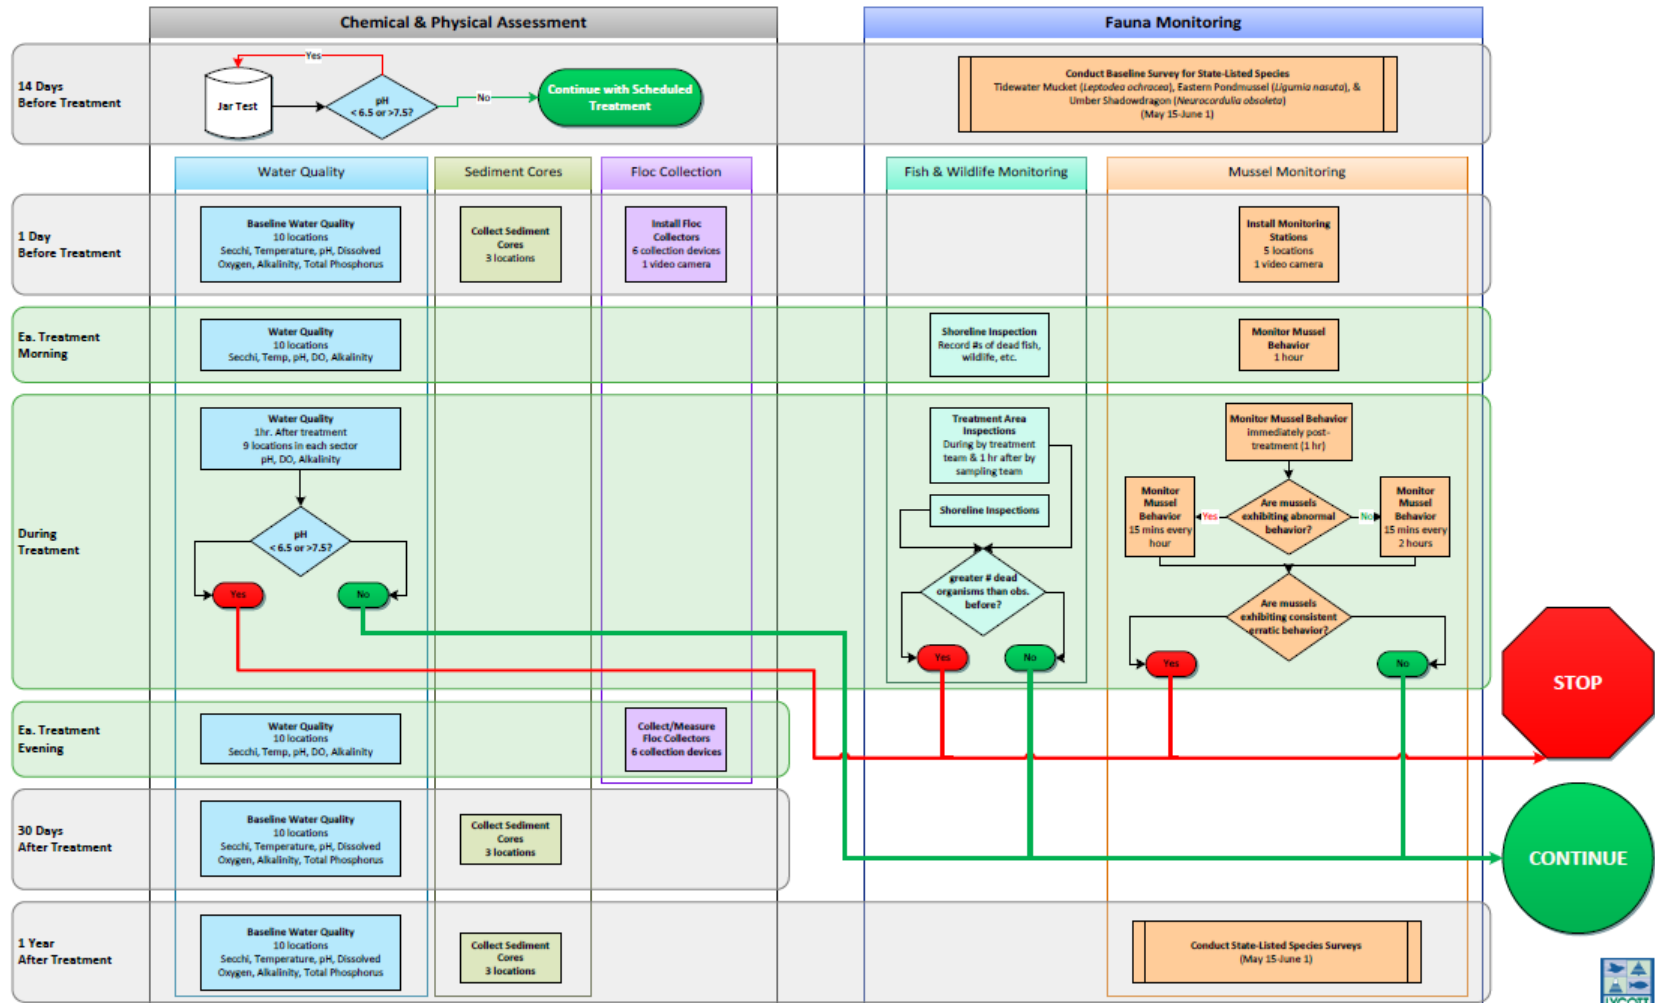 Chemical & Physical Assessment
Fauna Monitoring
14 Days
Before Treatment
Yes
Jar Test
pH
< 6.5 or >7.5?
No
Continue with Scheduled
Treatment
Conduct Baseline Survey for State-Listed Species
Tidewater Mucket (Leptodea ochracea), Eastern Pondmussel (Ligumia nasuta), &
Umber Shadowdragon (Neurocordulia obsoleta)
(May 15-June 1)
Water Quality
Sediment Cores
Floc Collection
Fish & Wildlife Monitoring
Mussel Monitoring
1 Day
Before Treatment
Baseline Water Quality
10 locations
Secchi, Temperature, pH, Dissolved
Oxygen, Alkalinity, Total Phosphorus
Collect Sediment
Cores
3 locations
Install Floc
Collectors
6 collection devices
1 video camera
Install Monitoring
Stations
5 locations
1 video camera
Ea. Treatment
Morning
Water Quality
10 locations
Secchi, Temp, pH, DO, Alkalinity
Shoreline Inspection
Record #s of dead fish,
wildlife, etc.
Monitor Mussel
Behavior
1 hour
During
Treatment
Water Quality
1hr. After treatment
9 locations in each sector
pH, DO, Alkalinity
pH
< 6.5 or >7.5?
Yes
No
Treatment Area
Inspections
During by treatment
team & 1 hr after by
sampling team
Shoreline Inspections
greater # dead
organisms than obs.
before?
Yes
No
Monitor Mussel Behavior
immediately post-
treatment (1 hr)
Are mussels
exhibiting abnormal
behavior?
Yes
No
Monitor
Mussel
Behavior
15 mins every
hour
Monitor
Mussel
Behavior
15 mins every
2 hours
Are mussels
exhibiting consistent
erratic behavior?
Yes
No
STOP
Ea. Treatment
Evening
Water Quality
10 locations
Secchi, Temp, pH, DO, Alkalinity
Collect/Measure
Floc Collectors
6 collection devices
30 Days
After Treatment
Baseline Water Quality
10 locations
Secchi, Temperature, pH, Dissolved
Oxygen, Alkalinity, Total Phosphorus
Collect Sediment
Cores
3 locations
CONTINUE
1 Year
After Treatment
Baseline Water Quality
10 locations
Secchi, Temperature, pH, Dissolved
Oxygen, Alkalinity, Total Phosphorus
Collect Sediment
Cores
3 locations
Conduct State-Listed Species Surveys
(May 15-June 1)
LYCOTT